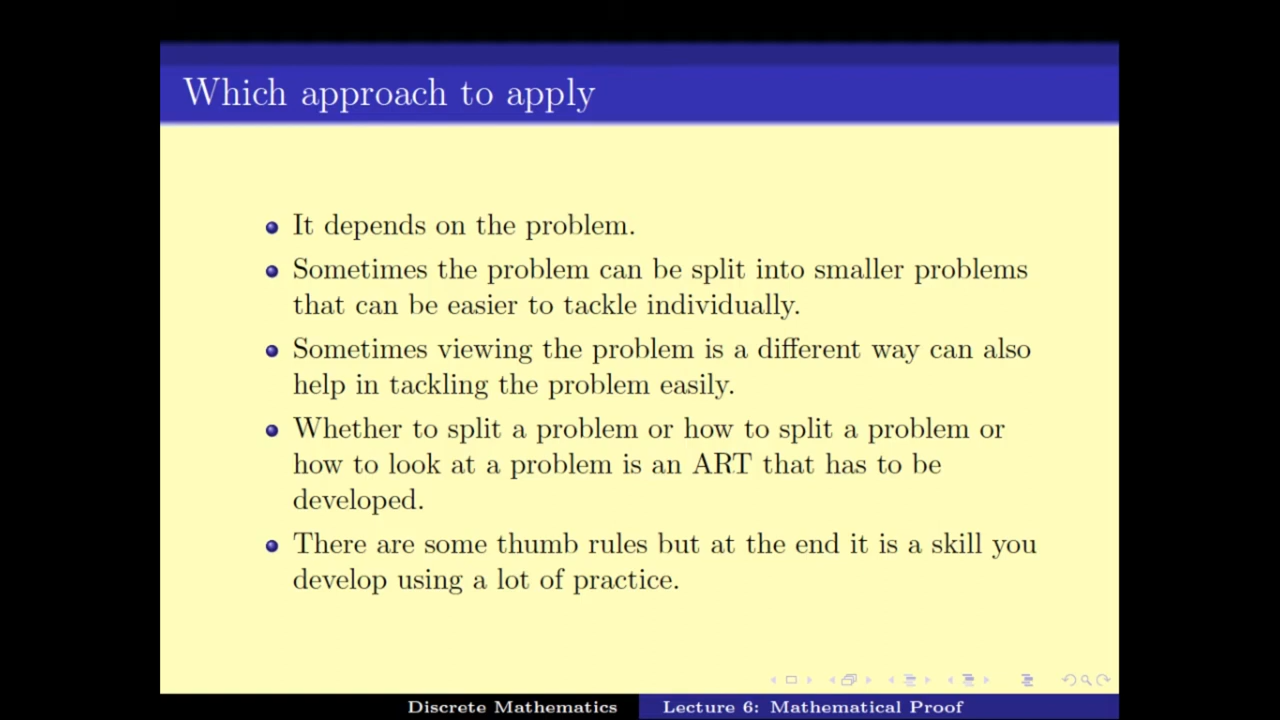 Which approach to apply
It depends on the problem.
Sometimes the problem can be split into smaller problems
that can be easier to tackle individually.
Sometimes viewing the problem is a different way can also
help in tackling the problem easily.
Whether to split a problem or how to split a problem or
how to look at a problem is an ART that has to be
developed.
There are some thumb rules but at the end it is a skill you
develop using a lot of practice.
Discrete Mathematics
Lecture 6: Mathematical Proof